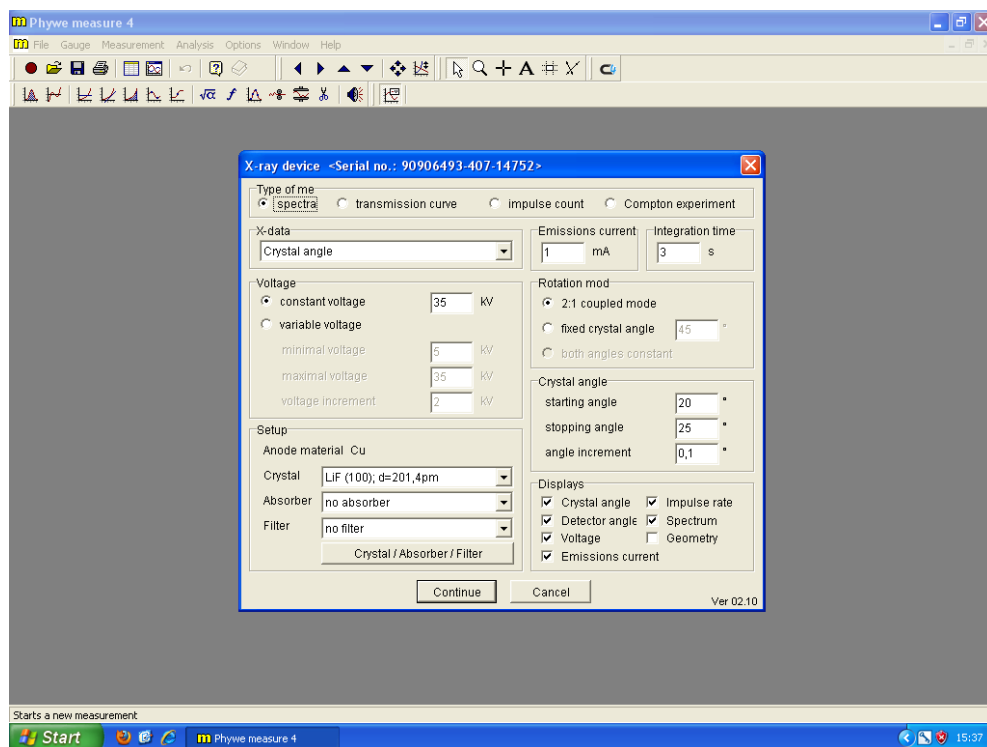 Phywe measure 4
File Gauge Measurement Analysis Options Window Help
X-ray device <Serial no.: 90906493-407-14752>
Type of me
spectra transmission curve impulse count Compton experiment
X-data
Crystal angle
Emissions current
1 mA
Integration time
3 s
Voltage
constant voltage 35 kV
variable voltage
minimal voltage 5 kV
maximal voltage 35 kV
voltage increment 2 kV
Rotation mod
2:1 coupled mode
fixed crystal angle 45 °
both angles constant
Crystal angle
starting angle 20 °
stopping angle 25 °
angle increment 0,1 °
Setup
Anode material Cu
Crystal LiF (100); d=201,4pm
Absorber no absorber
Filter no filter
Crystal / Absorber / Filter
Displays
Crystal angle Impulse rate
Detector angle Spectrum
Voltage Geometry
Emissions current
Continue Cancel
Ver 02.10
Starts a new measurement
Start Phywe measure 4 15:37